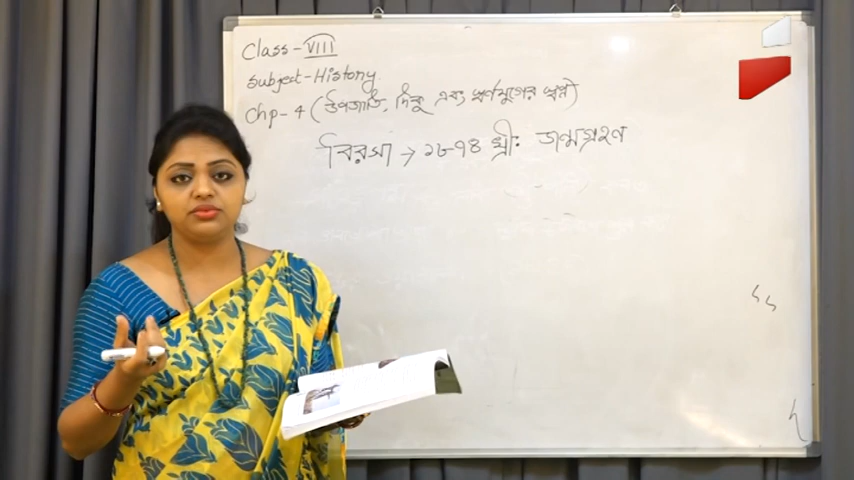 Class-VIII
Subject-History
Chp-4 (উপজাতি, দিকু এবং স্বর্ণযুগের স্বপ্ন)
বিরসা → ১৮৭৪ খ্রীঃ জন্মগ্রহণ